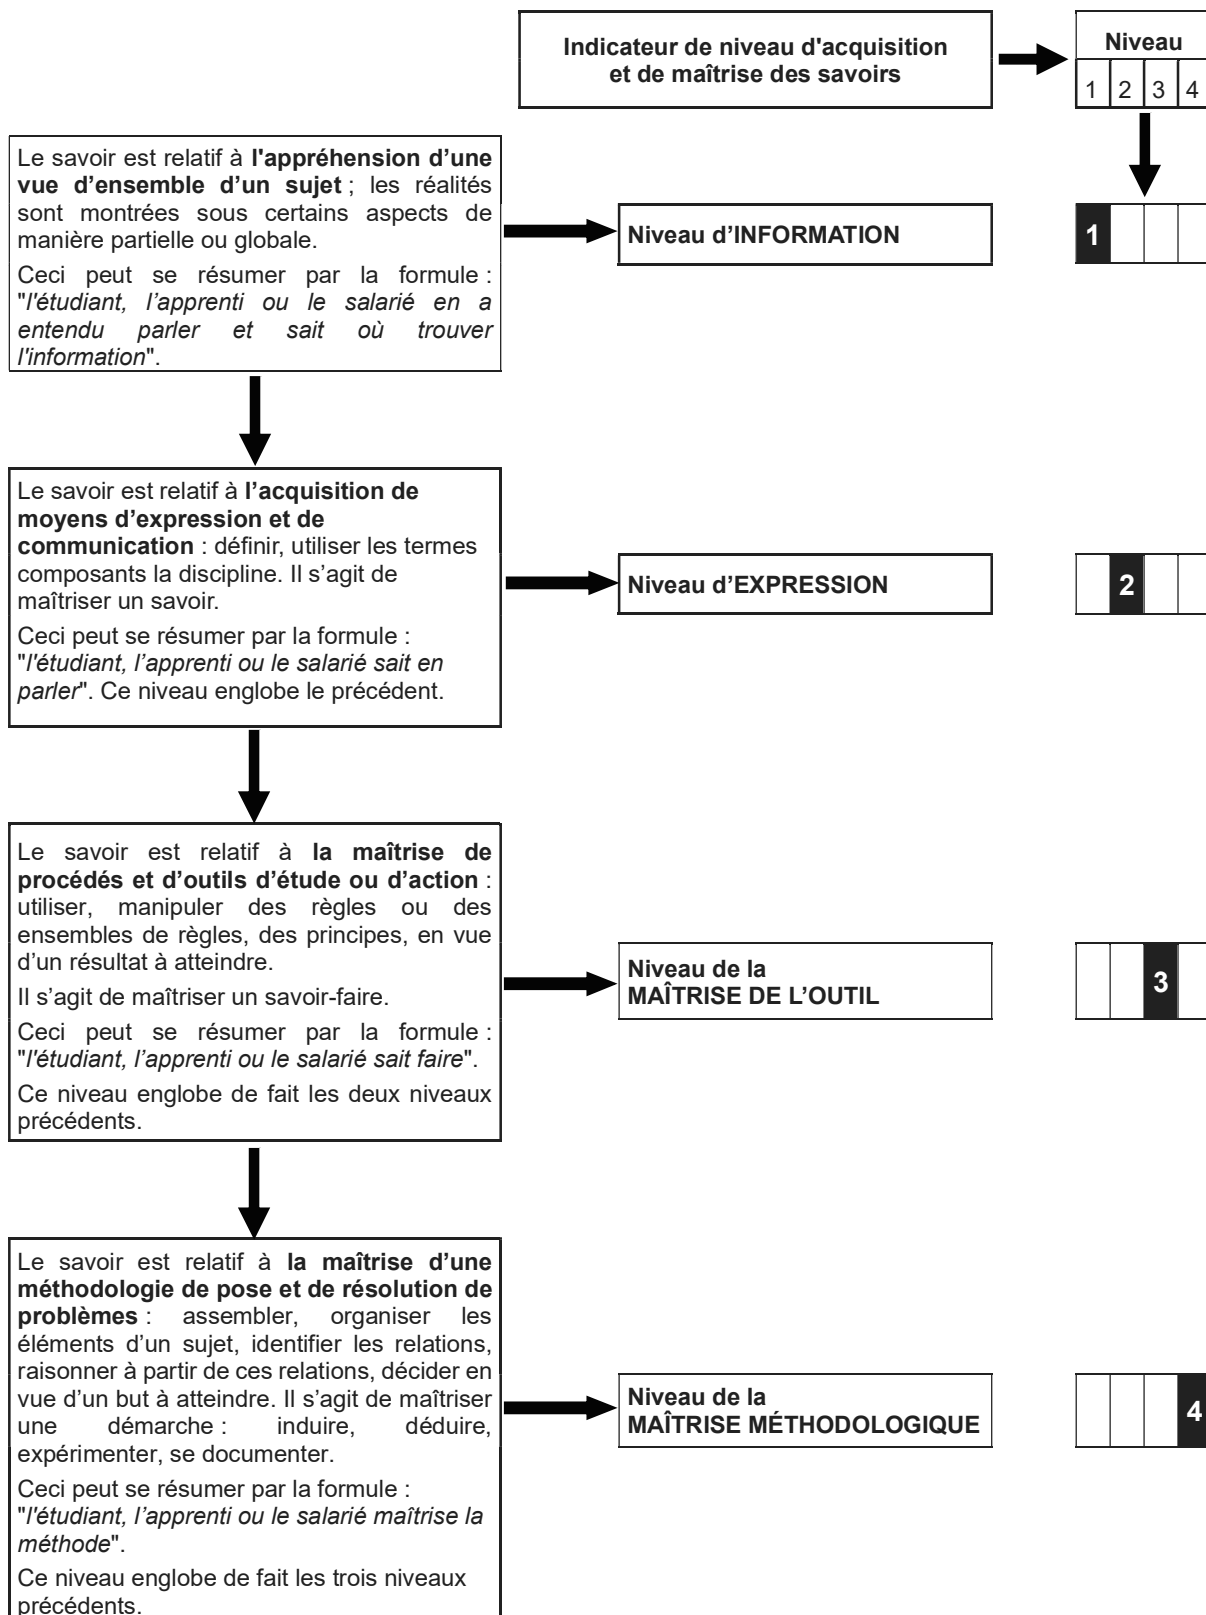 Indicateur de niveau d'acquisition
et de maîtrise des savoirs
Niveau
1 2 3 4
Le savoir est relatif à l'appréhension d’une
vue d’ensemble d’un sujet ; les réalités
sont montrées sous certains aspects de
manière partielle ou globale.
Ceci peut se résumer par la formule :
"l'étudiant, l’apprenti ou le salarié en a
entendu parler et sait où trouver
l'information".
Niveau d’INFORMATION
1
Le savoir est relatif à l’acquisition de
moyens d’expression et de
communication : définir, utiliser les termes
composants la discipline. Il s’agit de
maîtriser un savoir.
Ceci peut se résumer par la formule :
"l'étudiant, l’apprenti ou le salarié sait en
parler". Ce niveau englobe le précédent.
Niveau d’EXPRESSION
2
Le savoir est relatif à la maîtrise de
procédés et d’outils d’étude ou d’action :
utiliser, manipuler des règles ou des
ensembles de règles, des principes, en vue
d’un résultat à atteindre.
Il s’agit de maîtriser un savoir-faire.
Ceci peut se résumer par la formule :
"l'étudiant, l’apprenti ou le salarié sait faire".
Ce niveau englobe de fait les deux niveaux
précédents.
Niveau de la
MAÎTRISE DE L’OUTIL
3
Le savoir est relatif à la maîtrise d’une
méthodologie de pose et de résolution de
problèmes : assembler, organiser les
éléments d’un sujet, identifier les relations,
raisonner à partir de ces relations, décider en
vue d’un but à atteindre. Il s’agit de maîtriser
une démarche : induire, déduire,
expérimenter, se documenter.
Ceci peut se résumer par la formule :
"l'étudiant, l’apprenti ou le salarié maîtrise la
méthode".
Ce niveau englobe de fait les trois niveaux
précédents.
Niveau de la
MAÎTRISE MÉTHODOLOGIQUE
4